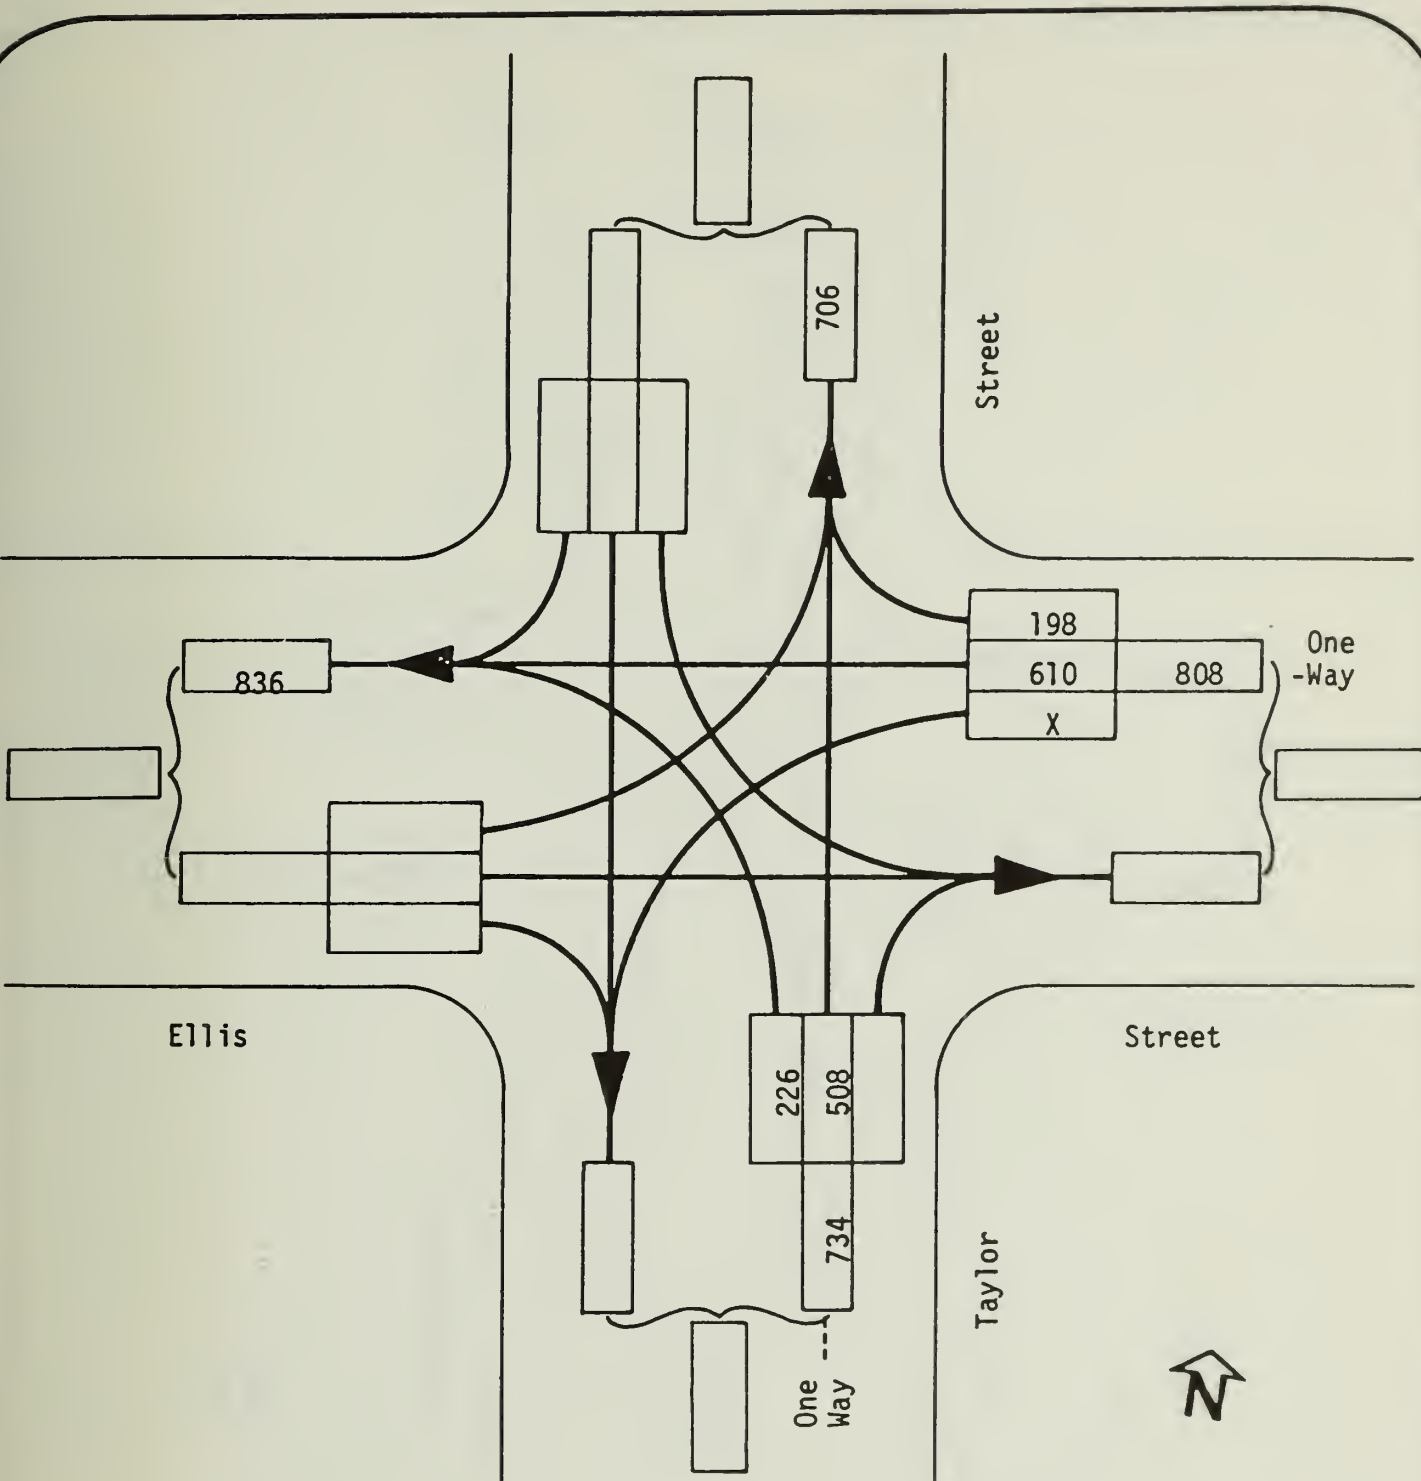 706
Street
198
One
-Way
836
610
808
X
Ellis
Street
226
508
734
Taylor
One ---
Way
N